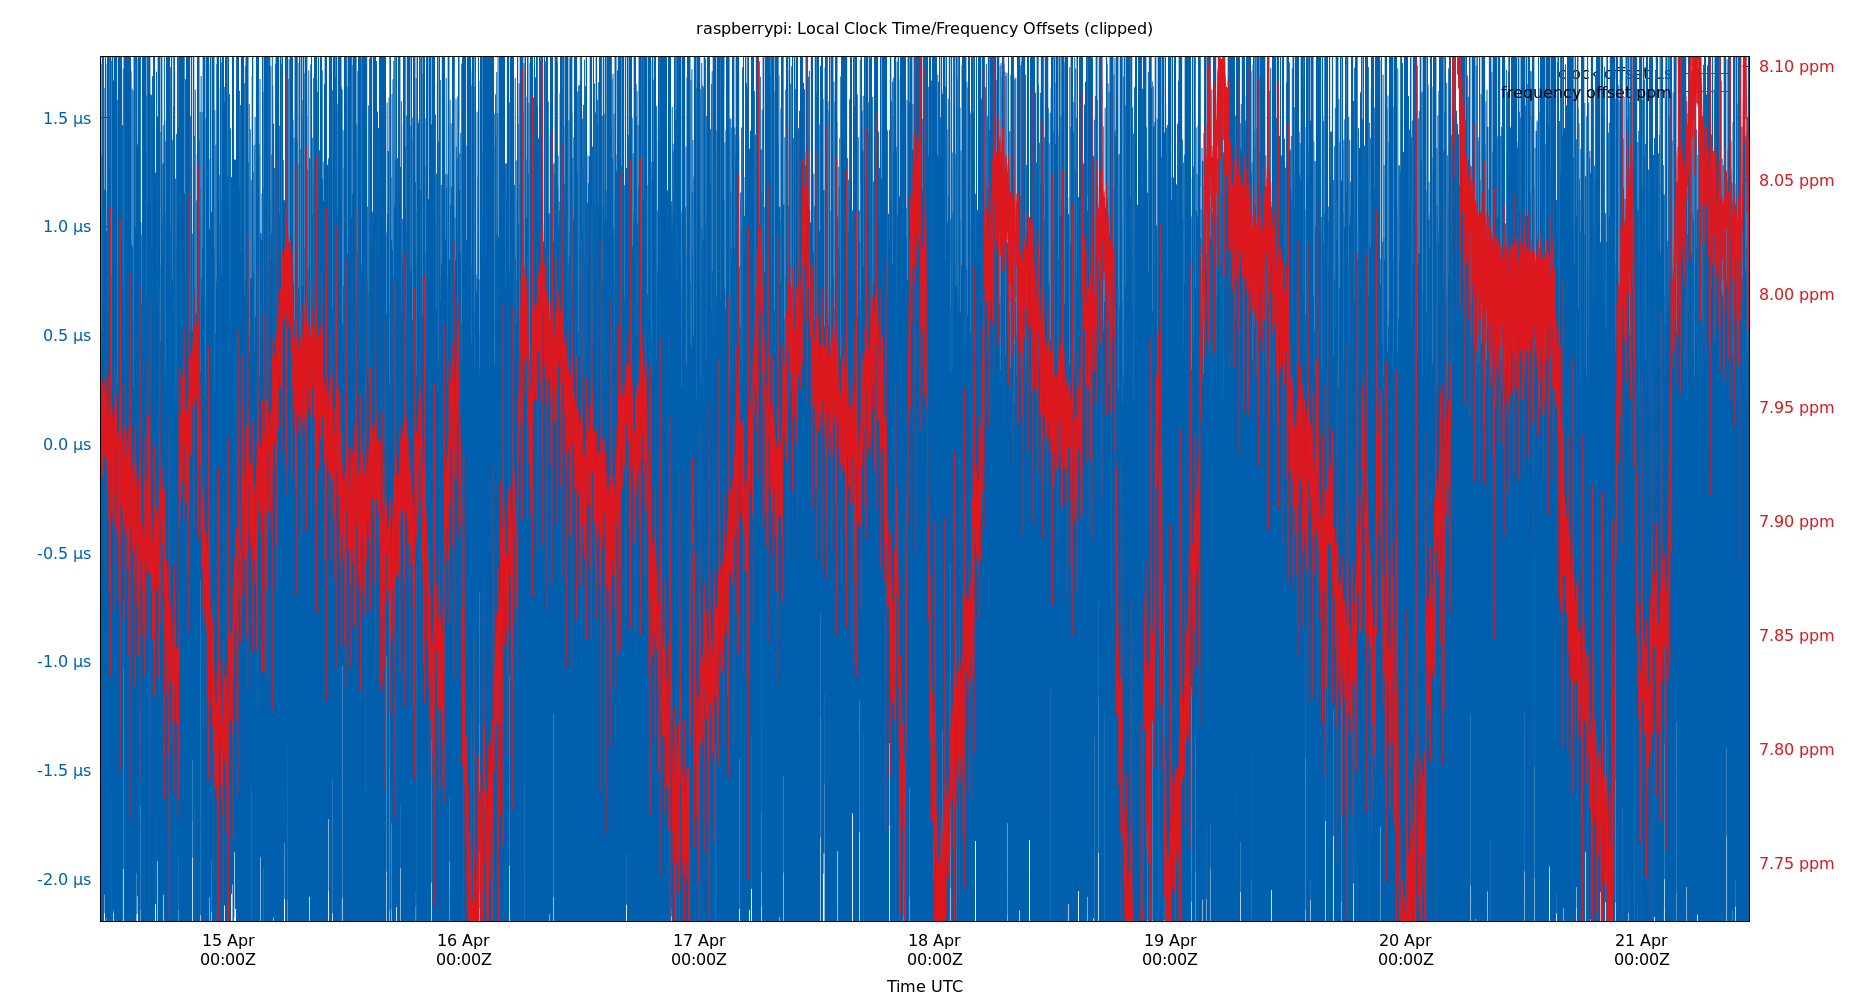 raspberrypi: Local Clock Time/Frequency Offsets (clipped)
clock offset μs
frequency offset ppm
1.5 μs
1.0 μs
0.5 μs
0.0 μs
-0.5 μs
-1.0 μs
-1.5 μs
-2.0 μs
8.10 ppm
8.05 ppm
8.00 ppm
7.95 ppm
7.90 ppm
7.85 ppm
7.80 ppm
7.75 ppm
15 Apr
00:00Z
16 Apr
00:00Z
17 Apr
00:00Z
18 Apr
00:00Z
19 Apr
00:00Z
20 Apr
00:00Z
21 Apr
00:00Z
Time UTC